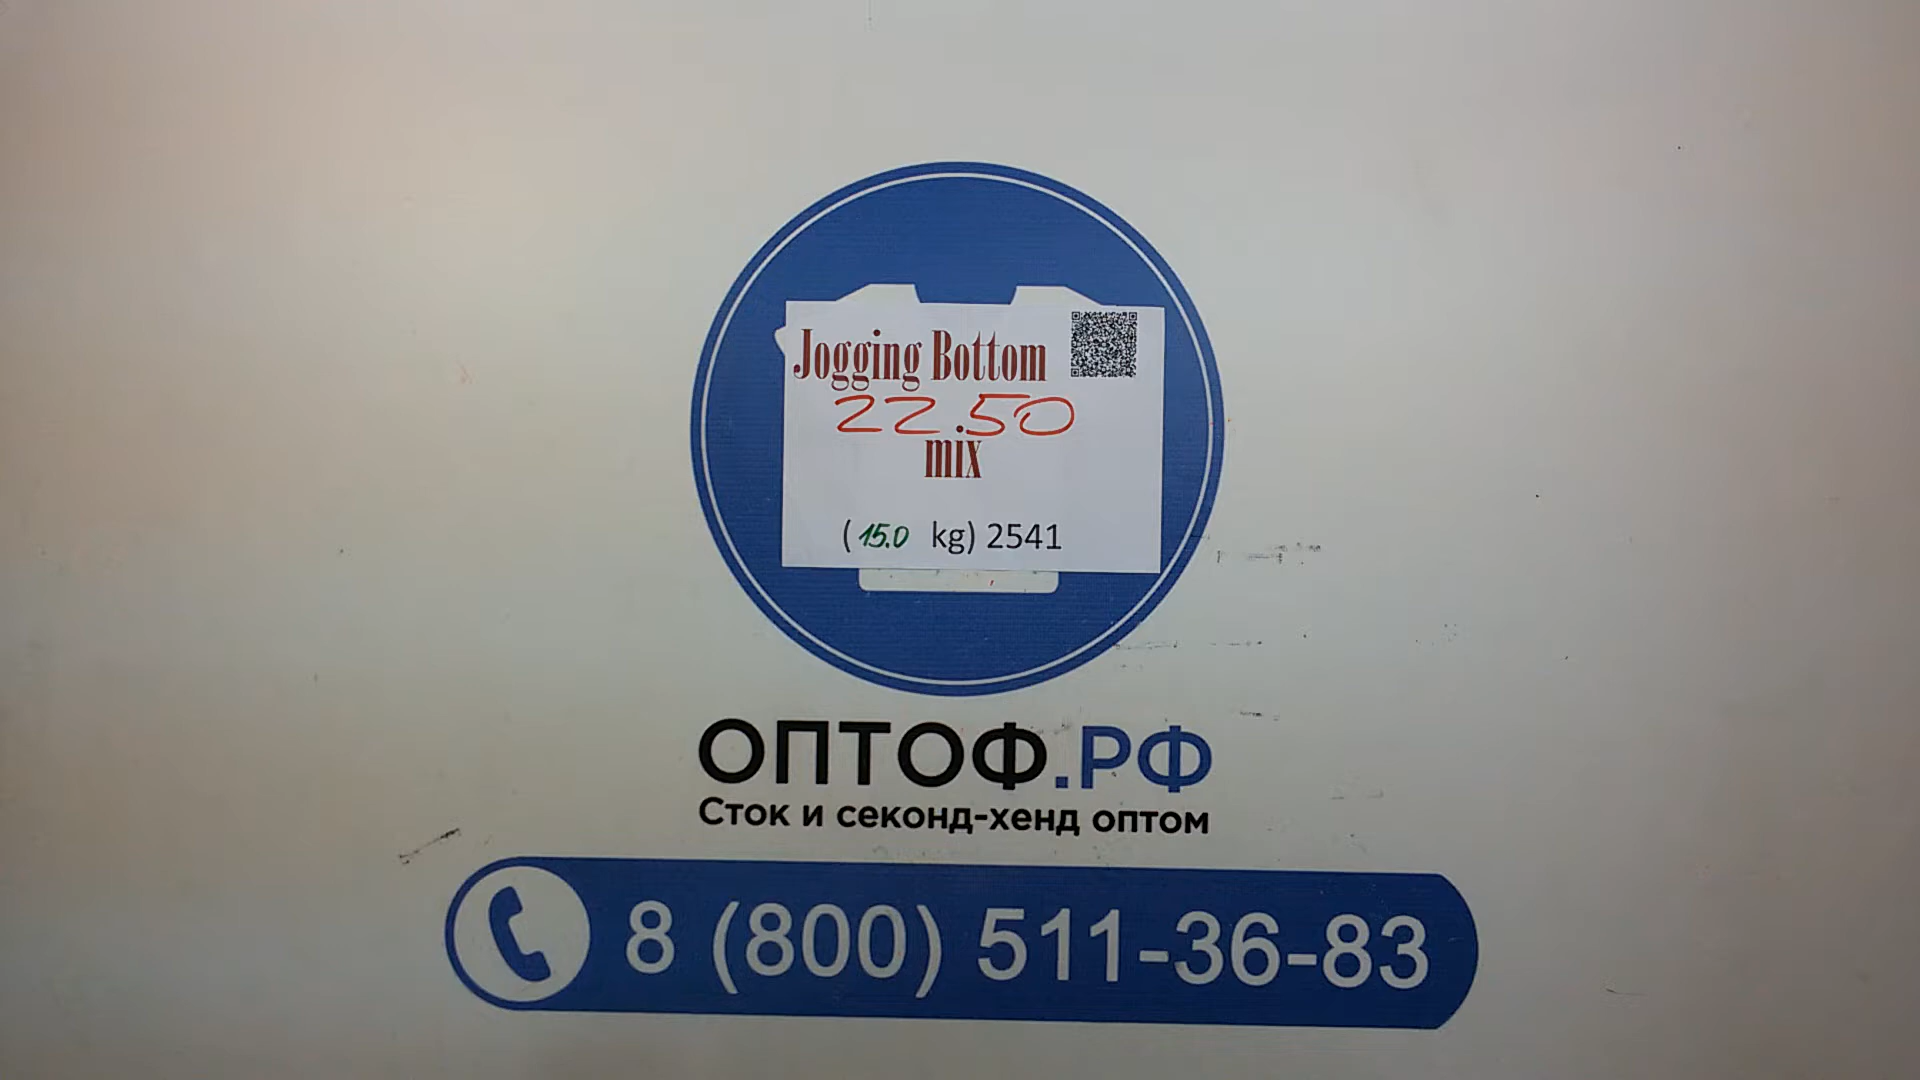 Jogging Bottom
22.50
mix
(15.0 kg) 2541
ОПТОФ.РФ
Сток и секонд-хенд оптом
8 (800) 511-36-83